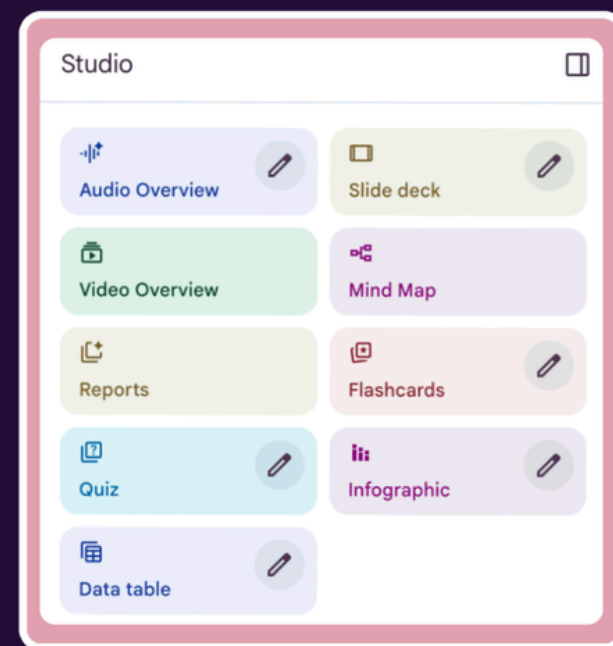 Studio
Audio Overview
Slide deck
Video Overview
Mind Map
Reports
Flashcards
Quiz
Infographic
Data table